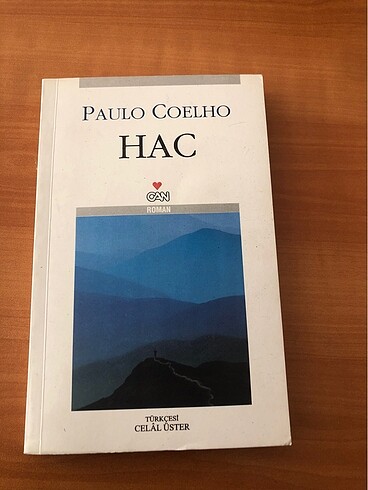 PAULO COELHO
HAC
CAN
ROMAN
TÜRKÇESİ
CELÂL ÜSTER